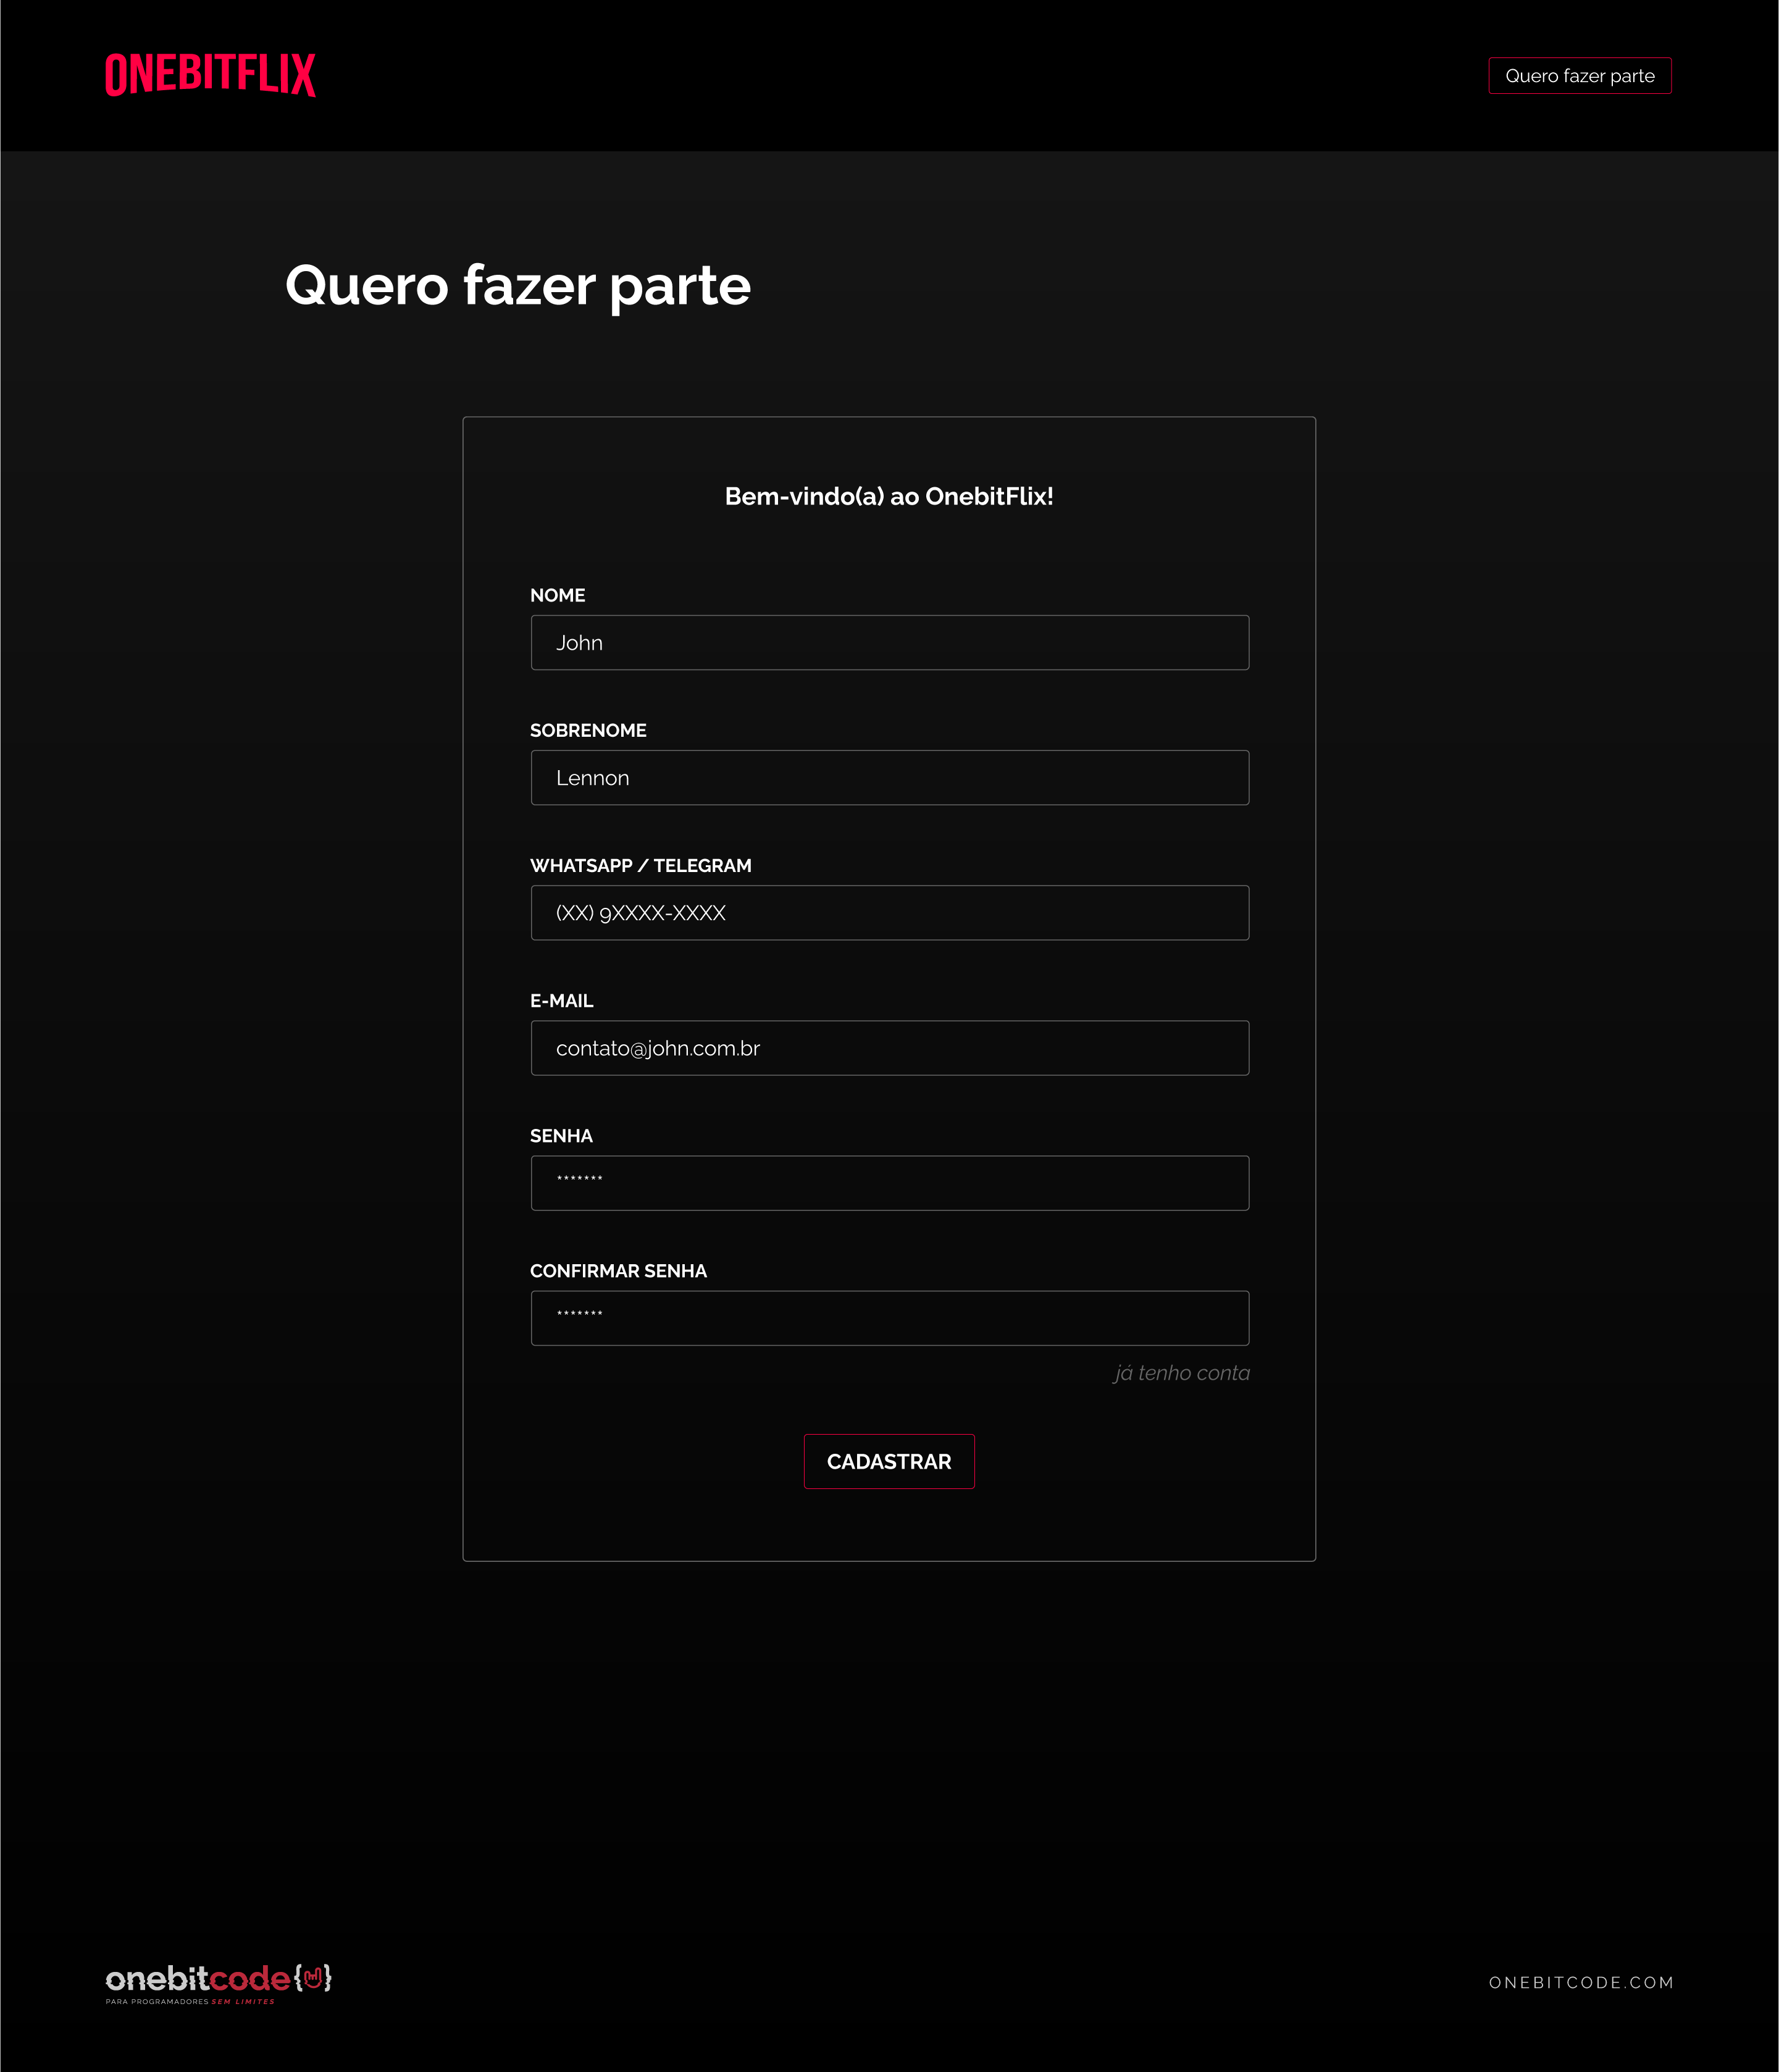 ONEBITFLIX
Quero fazer parte
Quero fazer parte
Bem-vindo(a) ao OnebitFlix!
NOME
John
SOBRENOME
Lennon
WHATSAPP / TELEGRAM
(XX) 9XXXX-XXXX
E-MAIL
contato@john.com.br
SENHA
*******
CONFIRMAR SENHA
*******
já tenho conta
CADASTRAR
onebitcode{}
PARA PROGRAMADORES SEM LIMITES
ONEBITCODE.COM